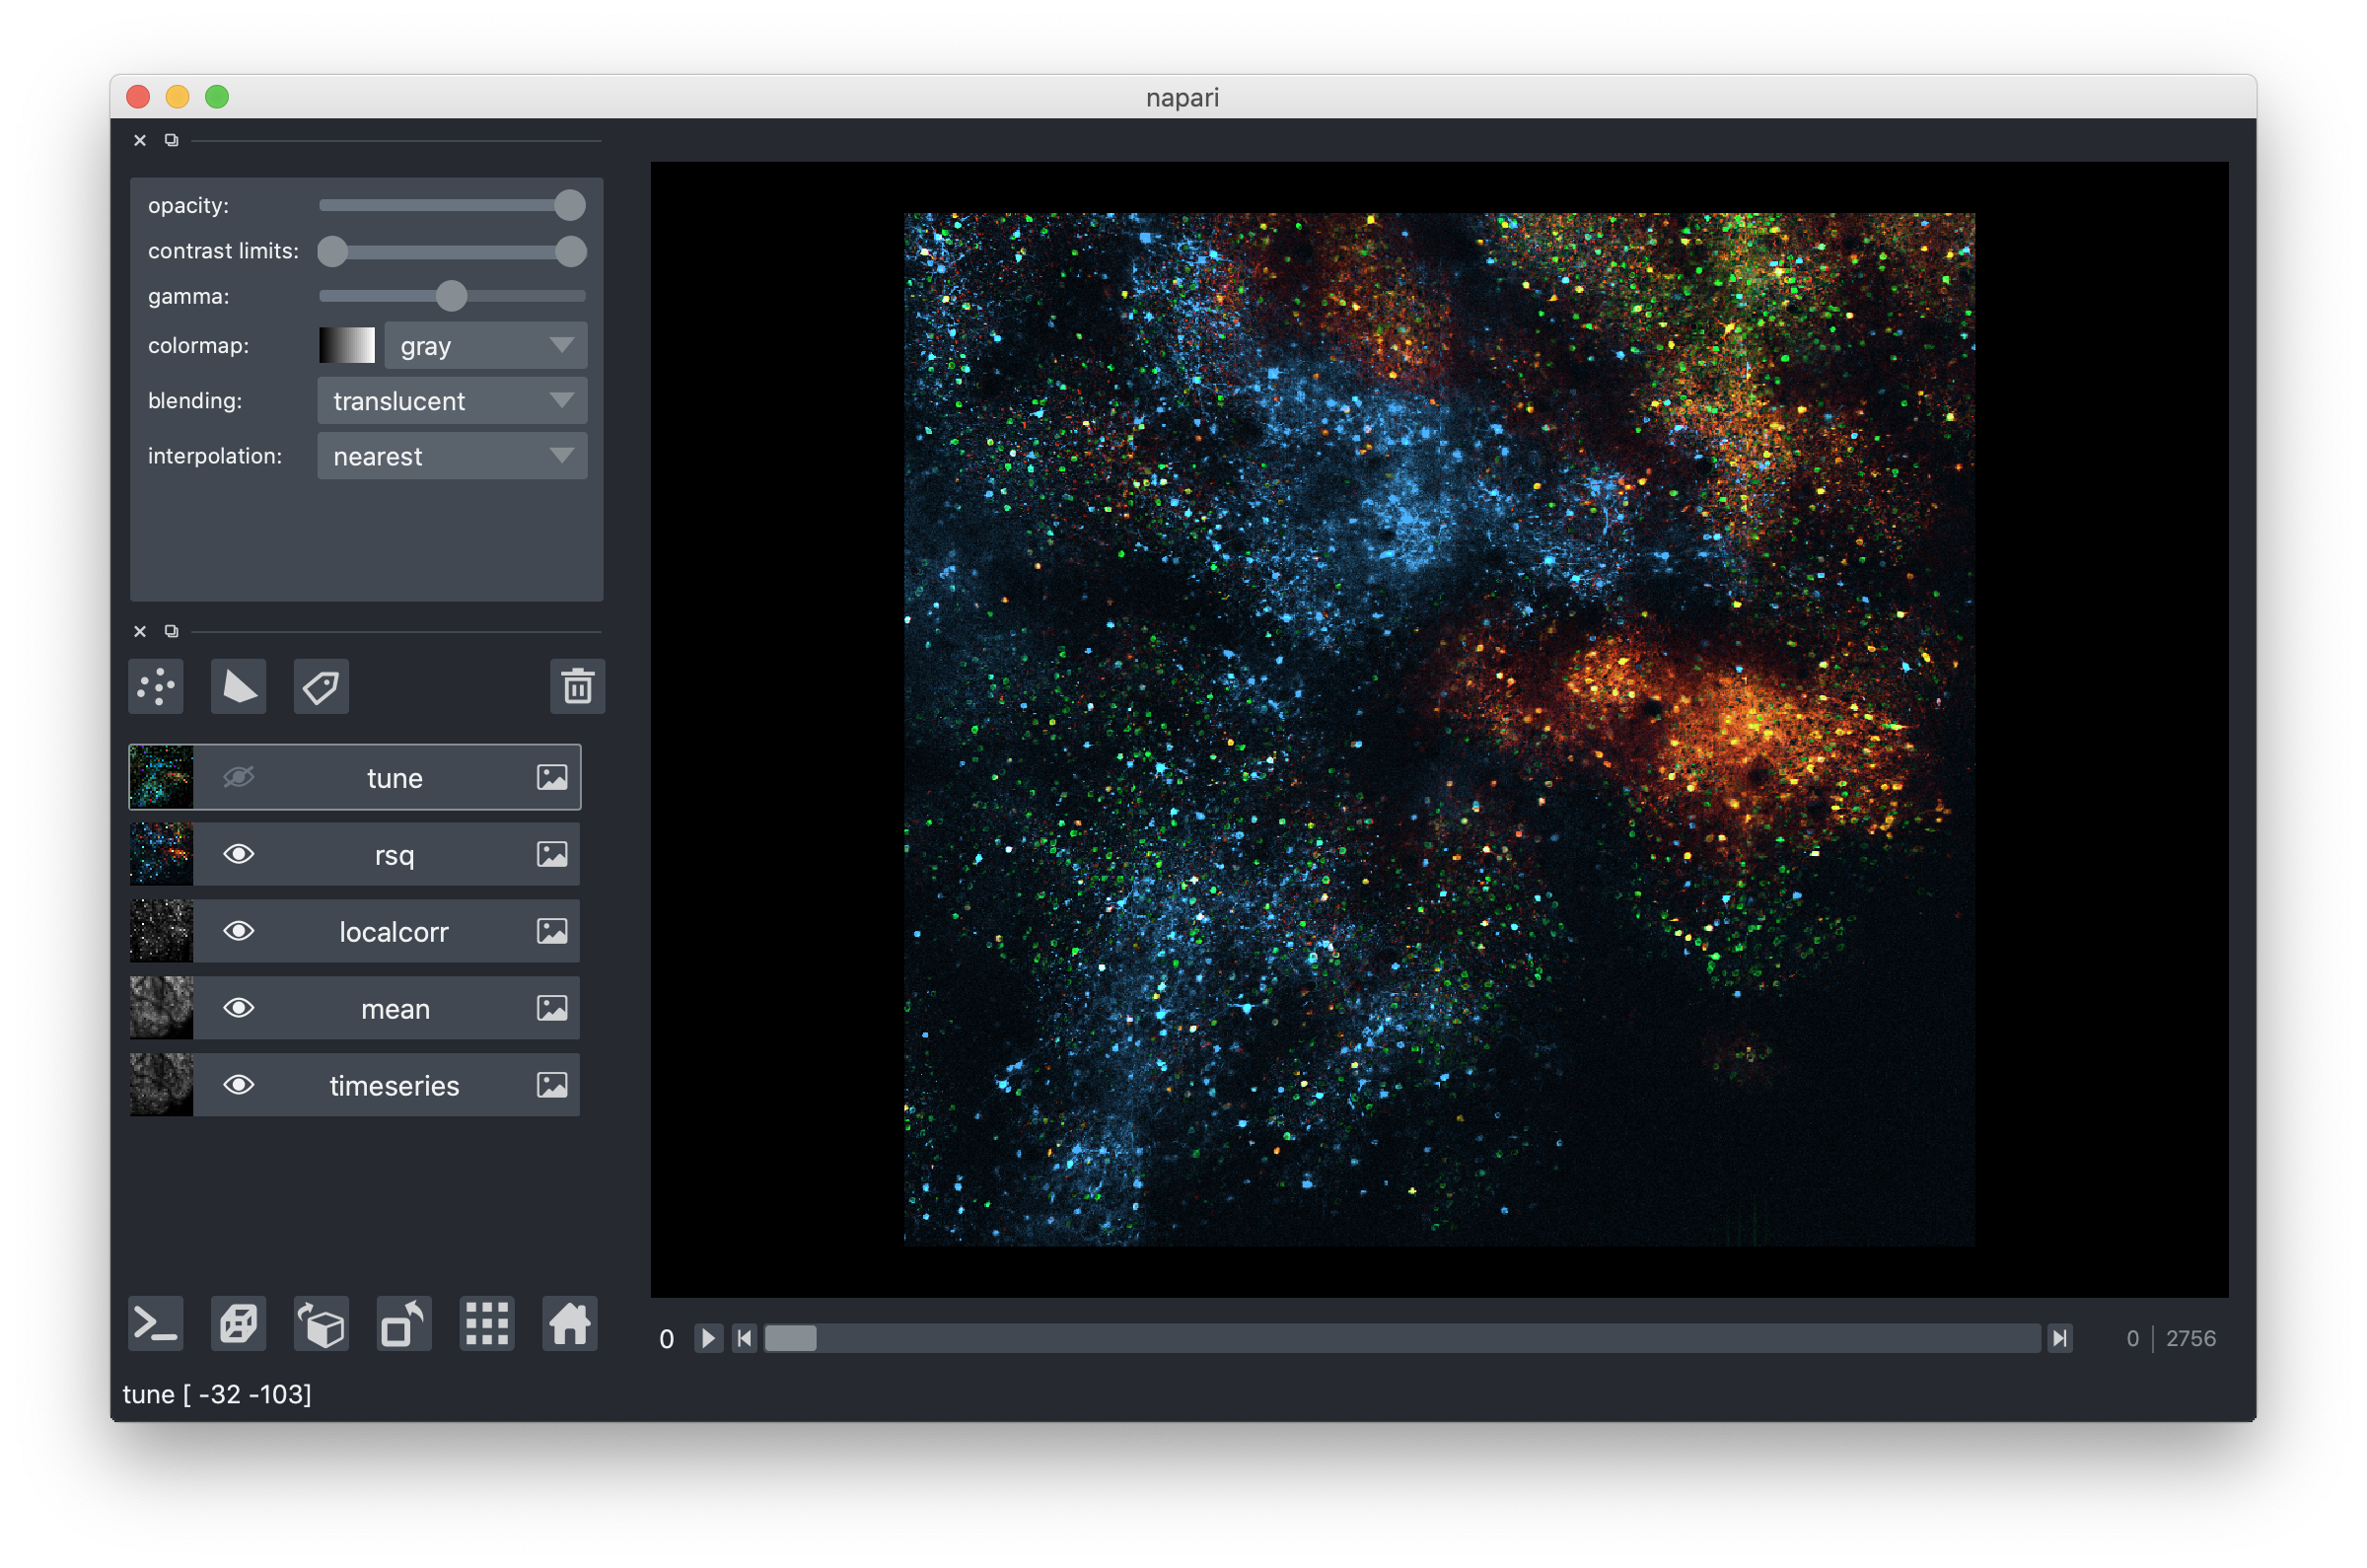 napari
opacity:
contrast limits:
gamma:
colormap: gray
blending: translucent
interpolation: nearest
tune
rsq
localcorr
mean
timeseries
0 0 | 2756
tune [ -32 -103]